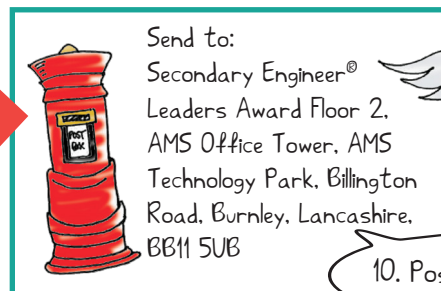 Send to:
Secondary Engineer®
Leaders Award Floor 2,
AMS Office Tower, AMS
Technology Park, Billington
Road, Burnley, Lancashire,
BB11 5UB
POST
BOX
10. Pos